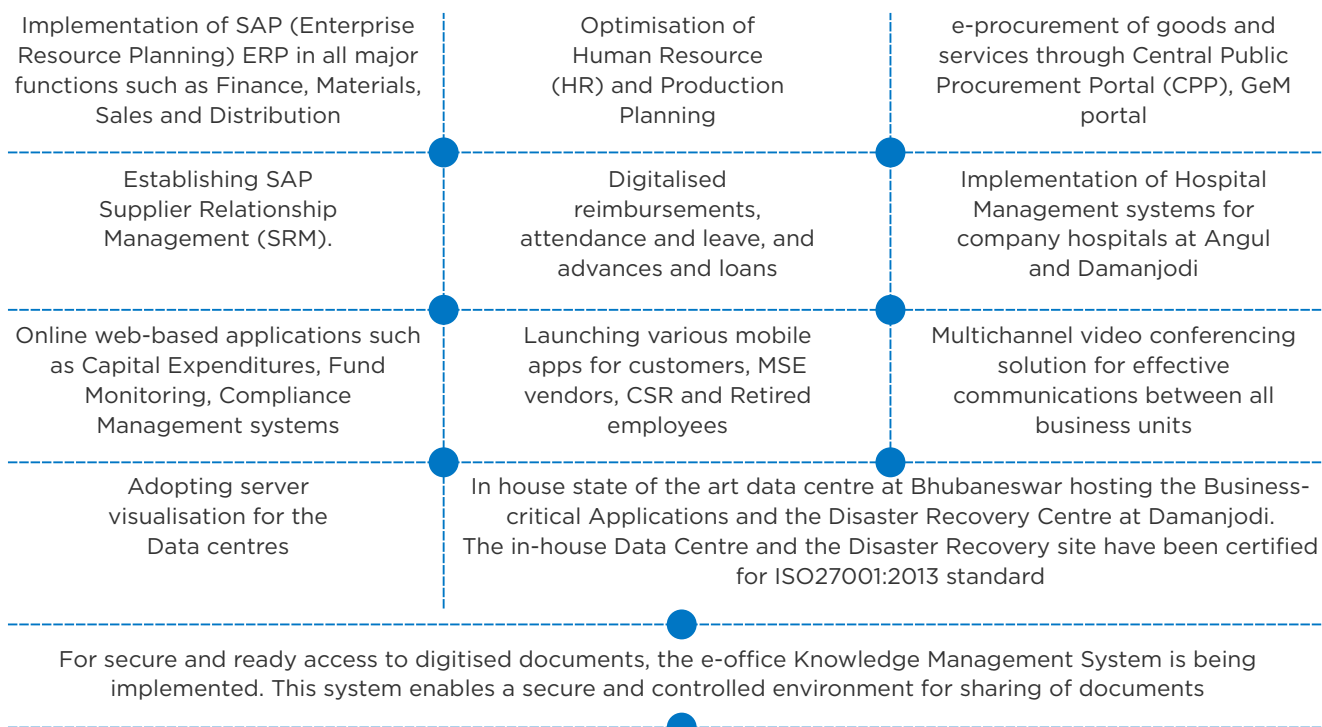 Implementation of SAP (Enterprise
Resource Planning) ERP in all major
functions such as Finance, Materials,
Sales and Distribution
Optimisation of
Human Resource
(HR) and Production
Planning
e-procurement of goods and
services through Central Public
Procurement Portal (CPP), GeM
portal
Establishing SAP
Supplier Relationship
Management (SRM).
Digitalised
reimbursements,
attendance and leave, and
advances and loans
Implementation of Hospital
Management systems for
company hospitals at Angul
and Damanjodi
Online web-based applications such
as Capital Expenditures, Fund
Monitoring, Compliance
Management systems
Launching various mobile
apps for customers, MSE
vendors, CSR and Retired
employees
Multichannel video conferencing
solution for effective
communications between all
business units
Adopting server
visualisation for the
Data centres
In house state of the art data centre at Bhubaneswar hosting the Business-
critical Applications and the Disaster Recovery Centre at Damanjodi.
The in-house Data Centre and the Disaster Recovery site have been certified
for ISO27001:2013 standard
For secure and ready access to digitised documents, the e-office Knowledge Management System is being
implemented. This system enables a secure and controlled environment for sharing of documents